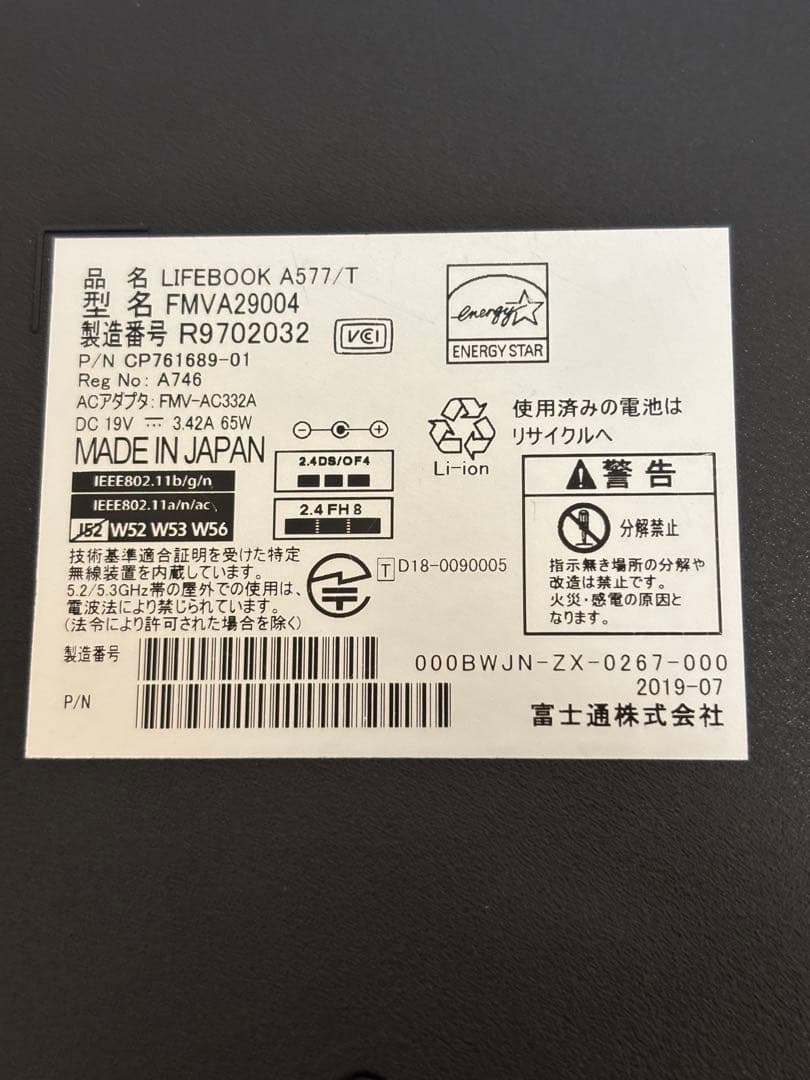 品 名 LIFEBOOK A577/T
型 名 FMVA29004
製造番号 R9702032
VCCI
P/N CP761689-01
Reg No: A746
ACアダプタ: FMV-AC332A
DC 19V ⎓ 3.42A 65W
MADE IN JAPAN
IEEE802.11b/g/n
IEEE802.11a/n/ac
J52 W52 W53 W56
2.4DS/OF4
2.4 FH 8
技術基準適合証明を受けた特定
無線装置を内蔵しています。
5.2/5.3GHz帯の屋外での使用は、
電波法により禁じられています。
(法令により許可された場合を除く)
T D18-0090005
energy
ENERGY STAR
使用済みの電池は
リサイクルへ
Li-ion
警告
分解禁止
指示無き場所の分解や
改造は禁止です。
火災・感電の原因と
なります。
製造番号
P/N
000BWJN-ZX-0267-000
2019-07
富士通株式会社